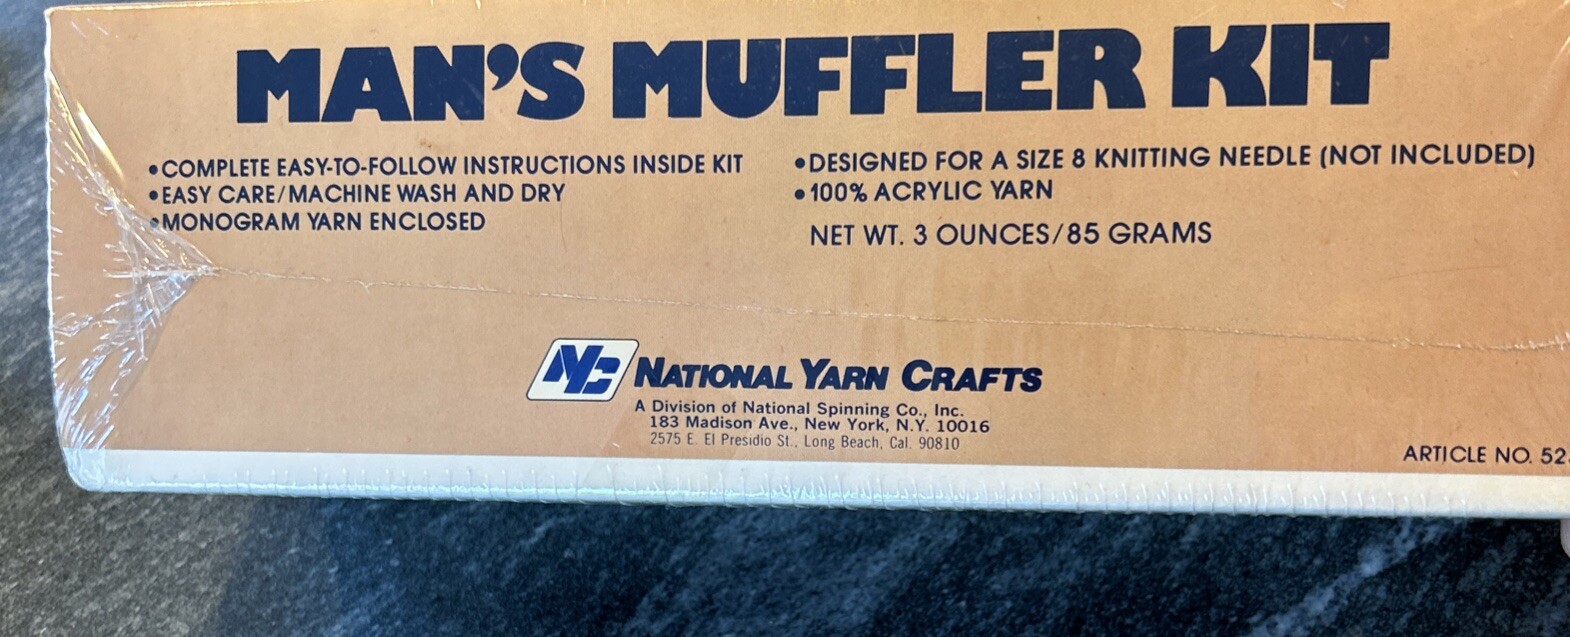 MAN'S MUFFLER KIT
•COMPLETE EASY-TO-FOLLOW INSTRUCTIONS INSIDE KIT
•EASY CARE/MACHINE WASH AND DRY
•MONOGRAM YARN ENCLOSED
•DESIGNED FOR A SIZE 8 KNITTING NEEDLE (NOT INCLUDED)
•100% ACRYLIC YARN
NET WT. 3 OUNCES/85 GRAMS
NYC NATIONAL YARN CRAFTS
A Division of National Spinning Co., Inc.
183 Madison Ave., New York, N.Y. 10016
2575 E. El Presidio St., Long Beach, Cal. 90810
ARTICLE NO. 52